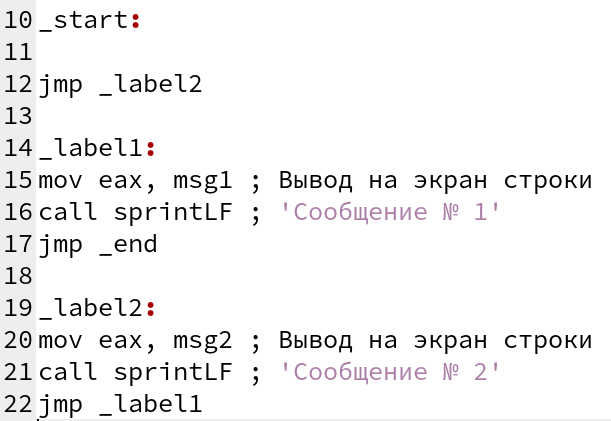 10 _start:
11
12 jmp _label2
13
14 _label1:
15 mov eax, msg1 ; Вывод на экран строки
16 call sprintLF ; 'Сообщение № 1'
17 jmp _end
18
19 _label2:
20 mov eax, msg2 ; Вывод на экран строки
21 call sprintLF ; 'Сообщение № 2'
22 jmp _label1